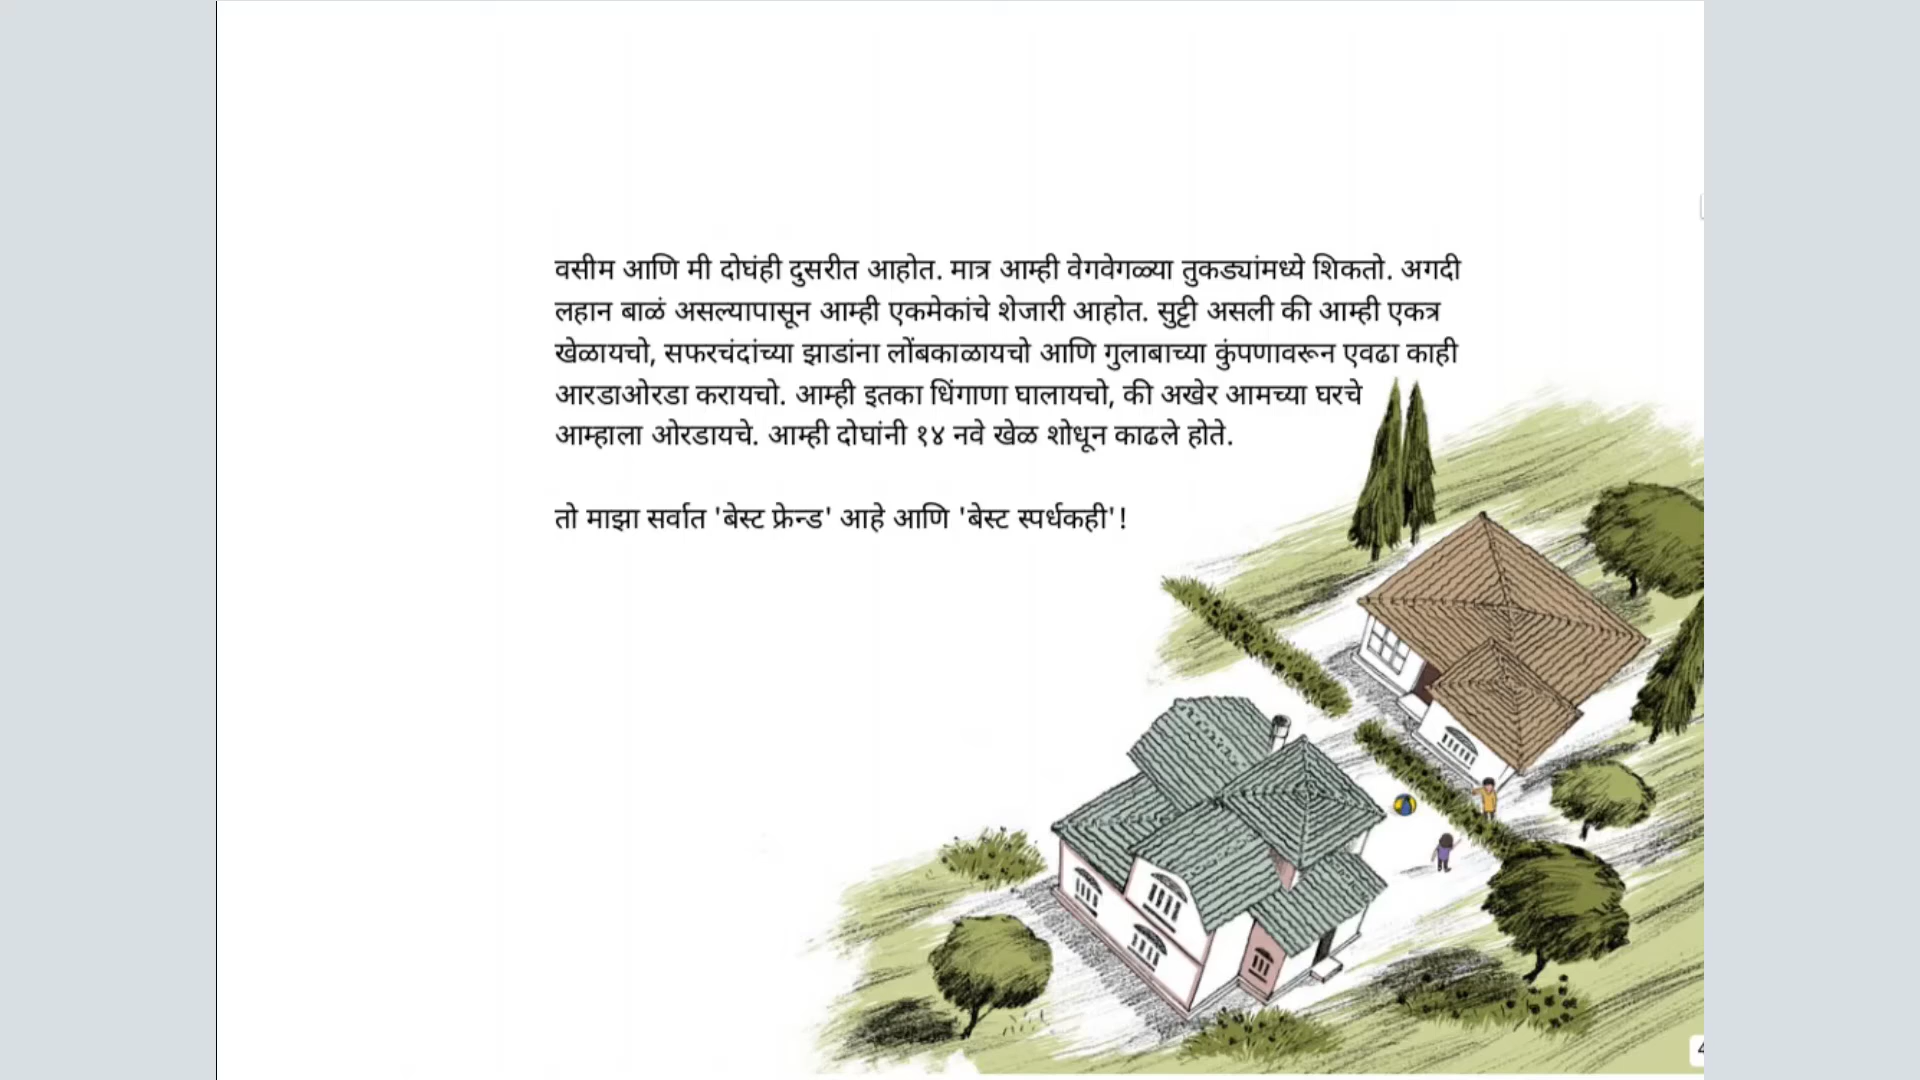 वसीम आणि मी दोघंही दुसरीत आहोत. मात्र आम्ही वेगवेगळ्या तुकड्यांमध्ये शिकतो. अगदी
लहान बाळं असल्यापासून आम्ही एकमेकांचे शेजारी आहोत. सुट्टी असली की आम्ही एकत्र
खेळायचो, सफरचंदांच्या झाडांना लोंबकाळायचो आणि गुलाबाच्या कुंपणावरून एवढा काही
आरडाओरडा करायचो. आम्ही इतका धिंगाणा घालायचो, की अखेर आमच्या घरचे
आम्हाला ओरडायचे. आम्ही दोघांनी १४ नवे खेळ शोधून काढले होते.
तो माझा सर्वात 'बेस्ट फ्रेन्ड' आहे आणि 'बेस्ट स्पर्धकही'!